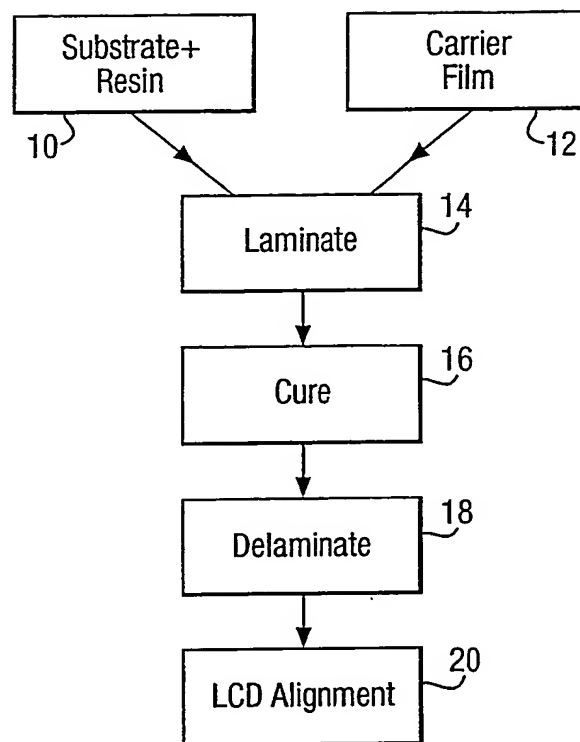 Substrate+
Resin
Carrier
Film
10
12
14
Laminate
16
Cure
18
Delaminate
20
LCD Alignment